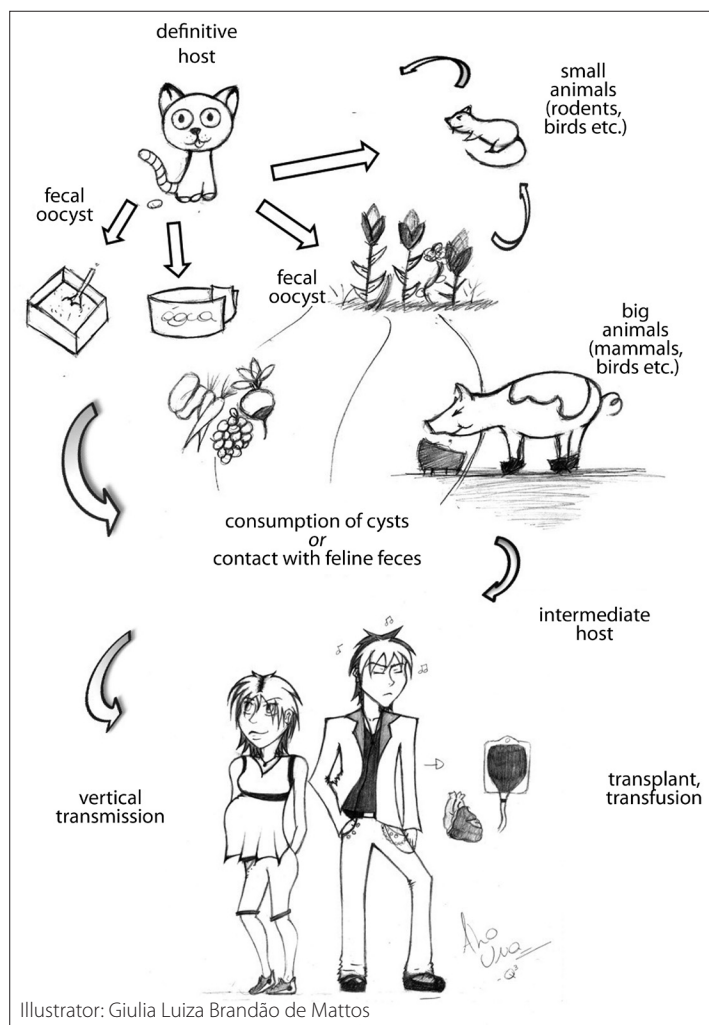 definitive
host
small
animals
(rodents,
birds etc.)
fecal
oocyst
fecal
oocyst
big
animals
(mammals,
birds etc.)
consumption of cysts
or
contact with feline feces
intermediate
host
vertical
transmission
transplant,
transfusion
Illustrator: Giulia Luiza Brandão de Mattos